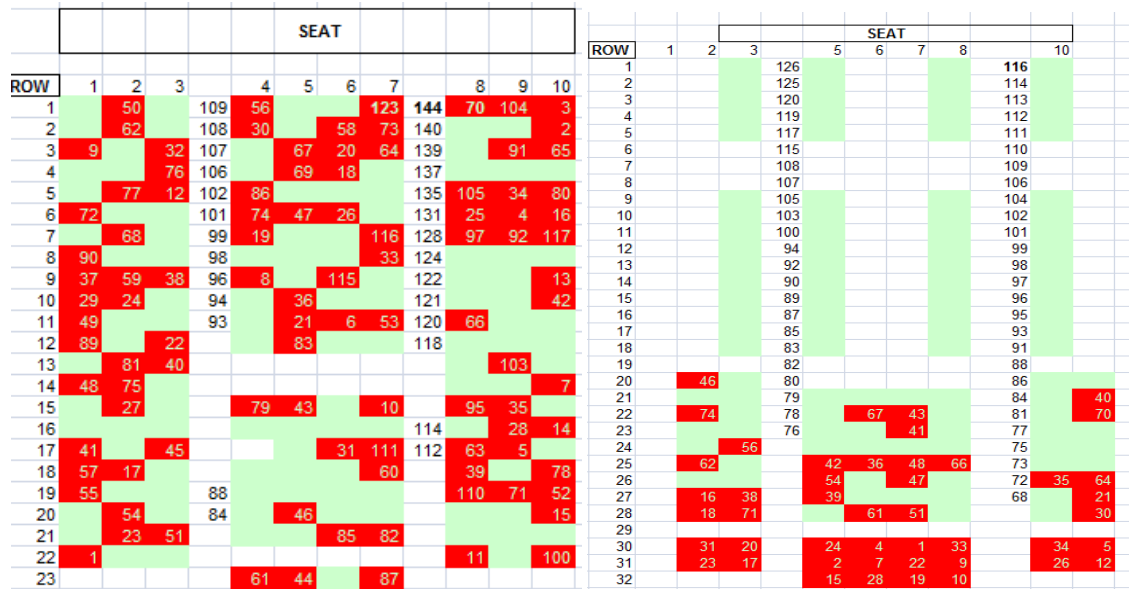 SEAT
ROW 1 2 3 4 5 6 7 8 9 10
1 50 109 56 123 144 70 104 3
2 62 108 30 58 73 140 2
3 9 32 107 67 20 64 139 91 65
4 76 106 69 18 137
5 77 12 102 86 135 105 34 80
6 72 101 74 47 26 131 25 4 16
7 68 99 19 116 128 97 92 117
8 90 98 33 124
9 37 59 38 96 8 115 122 13
10 29 24 94 36 121 42
11 49 93 21 6 53 120 66
12 89 22 83 118
13 81 40 103
14 48 75 7
15 27 79 43 10 95 35
16 114 28 14
17 41 45 31 111 112 63 5
18 57 17 60 39 78
19 55 88 110 71 52
20 54 84 46 15
21 23 51 85 82
22 1 11 100
23 61 44 87
SEAT
ROW 1 2 3 5 6 7 8 10
1 126 116
2 125 114
3 120 113
4 119 112
5 117 111
6 115 110
7 108 109
8 107 106
9 105 104
10 103 102
11 100 101
12 94 99
13 92 98
14 90 97
15 89 96
16 87 95
17 85 93
18 83 91
19 82 88
20 46 80 86
21 79 84 40
22 74 78 67 43 81 70
23 76 41 77
24 56 75
25 62 42 36 48 66 73
26 54 47 72 35 64
27 16 38 39 68 21
28 18 71 61 51 30
29
30 31 20 24 4 1 33 34 5
31 23 17 2 7 22 9 26 12
32 15 28 19 10